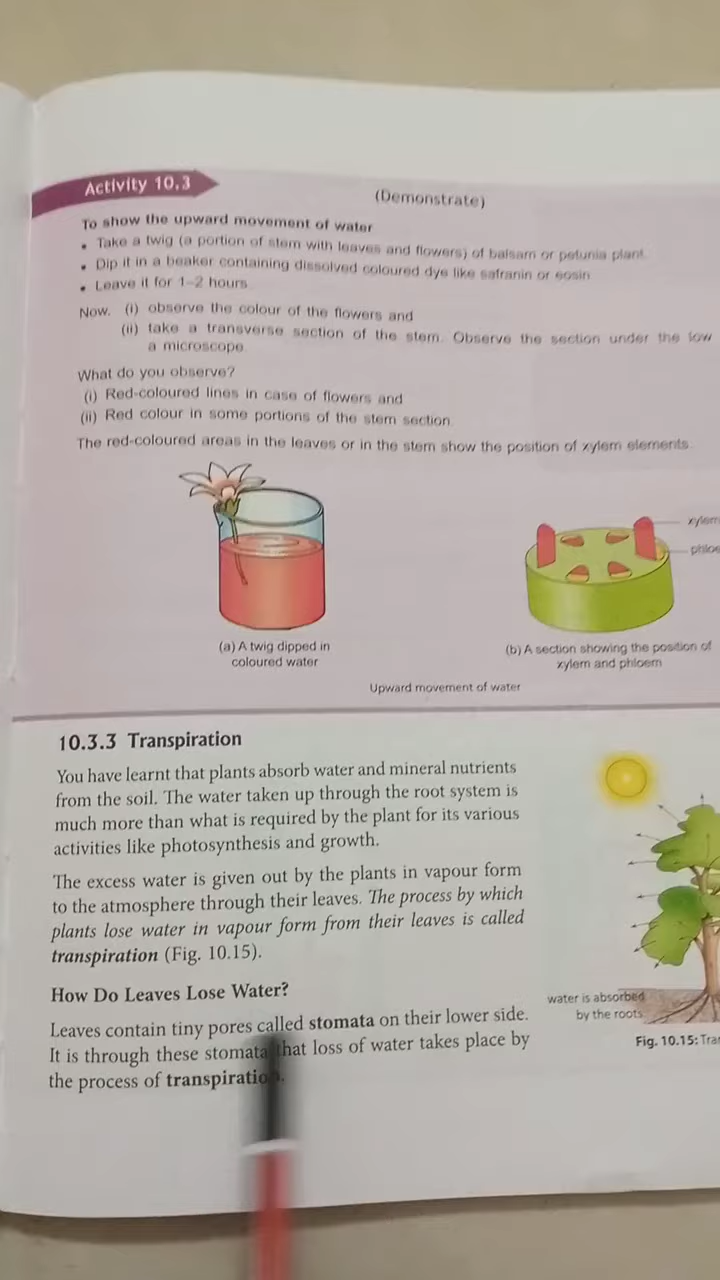 Activity 10.3
(Demonstrate)
To show the upward movement of water
• Take a twig (a portion of stem with leaves and flowers) of balsam or petunia plant.
• Dip it in a beaker containing dissolved coloured dye like safranin or eosin
• Leave it for 1–2 hours
Now, (i) observe the colour of the flowers and
(ii) take a transverse section of the stem. Observe the section under the low
a microscope
What do you observe?
(i) Red-coloured lines in case of flowers and
(ii) Red colour in some portions of the stem section
The red-coloured areas in the leaves or in the stem show the position of xylem elements.
xylem
(a) A twig dipped in
coloured water
(b) A section showing the position of
xylem and phloem
Upward movement of water
10.3.3 Transpiration
You have learnt that plants absorb water and mineral nutrients
from the soil. The water taken up through the root system is
much more than what is required by the plant for its various
activities like photosynthesis and growth.
The excess water is given out by the plants in vapour form
to the atmosphere through their leaves. The process by which
plants lose water in vapour form from their leaves is called
transpiration (Fig. 10.15).
How Do Leaves Lose Water?
Leaves contain tiny pores called stomata on their lower side.
It is through these stomata that loss of water takes place by
the process of transpiration.
water is absorbed
by the roots
Fig. 10.15: